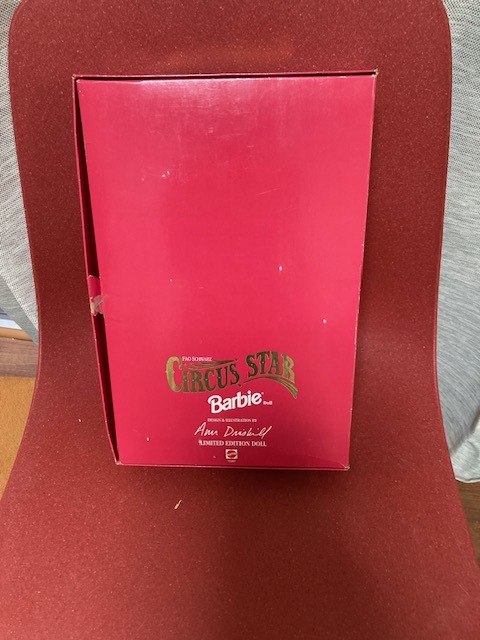 FAO SCHWARZ
CIRCUS STAR
Barbie Doll
DESIGN & ILLUSTRATION BY
Ann Driskill
LIMITED EDITION DOLL